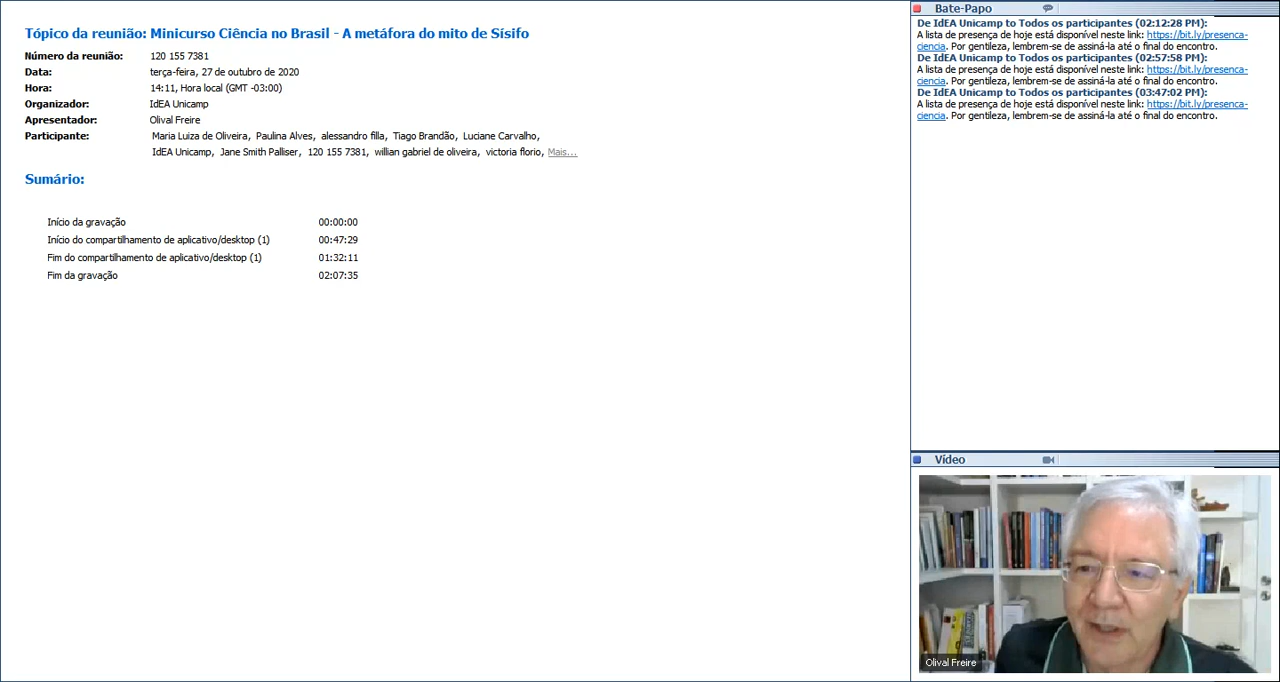 Tópico da reunião: Minicurso Ciência no Brasil - A metáfora do mito de Sísifo
Número da reunião: 120 155 7381
Data: terça-feira, 27 de outubro de 2020
Hora: 14:11, Hora local (GMT -03:00)
Organizador: IdEA Unicamp
Apresentador: Olival Freire
Participante: Maria Luiza de Oliveira, Paulina Alves, alessandro filla, Tiago Brandão, Luciane Carvalho,
IdEA Unicamp, Jane Smith Palliser, 120 155 7381, willian gabriel de oliveira, victoria florio, Mais...
Sumário:
Início da gravação 00:00:00
Início do compartilhamento de aplicativo/desktop (1) 00:47:29
Fim do compartilhamento de aplicativo/desktop (1) 01:32:11
Fim da gravação 02:07:35
Bate-Papo
De IdEA Unicamp to Todos os participantes (02:12:28 PM):
A lista de presença de hoje está disponível neste link: https://bit.ly/presenca-
ciencia. Por gentileza, lembrem-se de assiná-la até o final do encontro.
De IdEA Unicamp to Todos os participantes (02:57:58 PM):
A lista de presença de hoje está disponível neste link: https://bit.ly/presenca-
ciencia. Por gentileza, lembrem-se de assiná-la até o final do encontro.
De IdEA Unicamp to Todos os participantes (03:47:02 PM):
A lista de presença de hoje está disponível neste link: https://bit.ly/presenca-
ciencia. Por gentileza, lembrem-se de assiná-la até o final do encontro.
Vídeo
Olival Freire